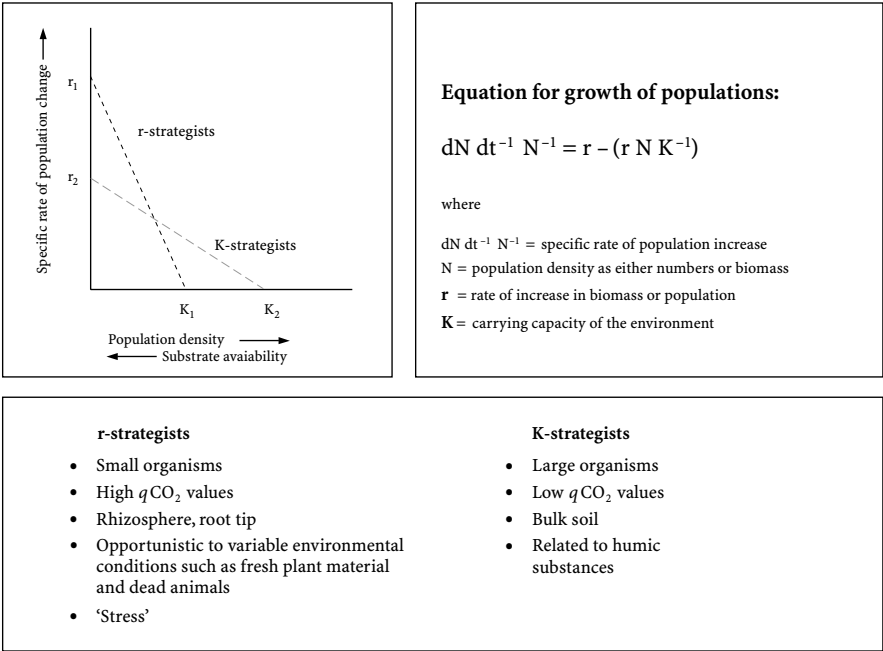 Specific rate of population change
r₁
r₂
r-strategists
K-strategists
K₁
K₂
Population density
Substrate avaiability
Equation for growth of populations:
dN dt⁻¹ N⁻¹ = r – (r N K⁻¹)
where
dN dt⁻¹ N⁻¹ = specific rate of population increase
N = population density as either numbers or biomass
r = rate of increase in biomass or population
K = carrying capacity of the environment
r-strategists
• Small organisms
• High qCO₂ values
• Rhizosphere, root tip
• Opportunistic to variable environmental
conditions such as fresh plant material
and dead animals
• ‘Stress’
K-strategists
• Large organisms
• Low qCO₂ values
• Bulk soil
• Related to humic
substances